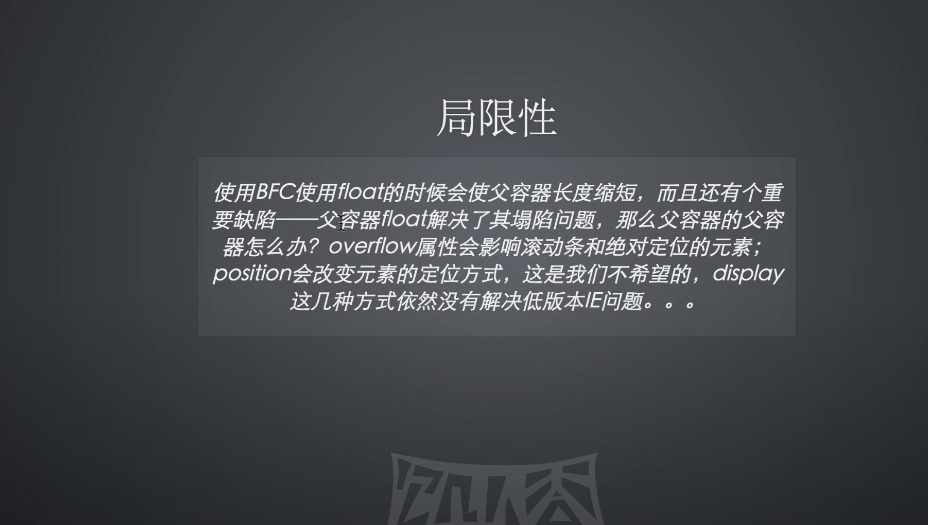 局限性
使用BFC使用float的时候会使父容器长度缩短，而且还有个重
要缺陷——父容器float解决了其塌陷问题，那么父容器的父容
器怎么办？overflow属性会影响滚动条和绝对定位的元素；
position会改变元素的定位方式，这是我们不希望的，display
这几种方式依然没有解决低版本IE问题。。。